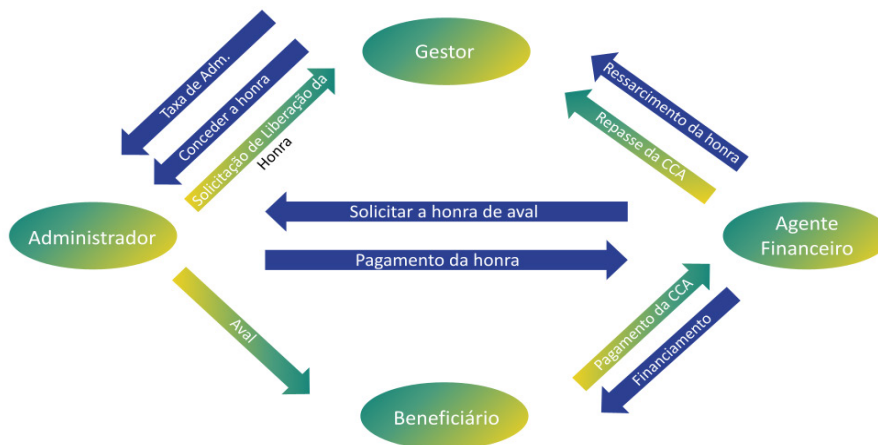 Gestor
Taxa de Adm.
Conceder a honra
Solicitação de Liberação da
Honra
Ressarcimento da honra
Repasse da CCA
Administrador
Solicitar a honra de aval
Pagamento da honra
Agente
Financeiro
Aval
Pagamento da CCA
Financiamento
Beneficiário